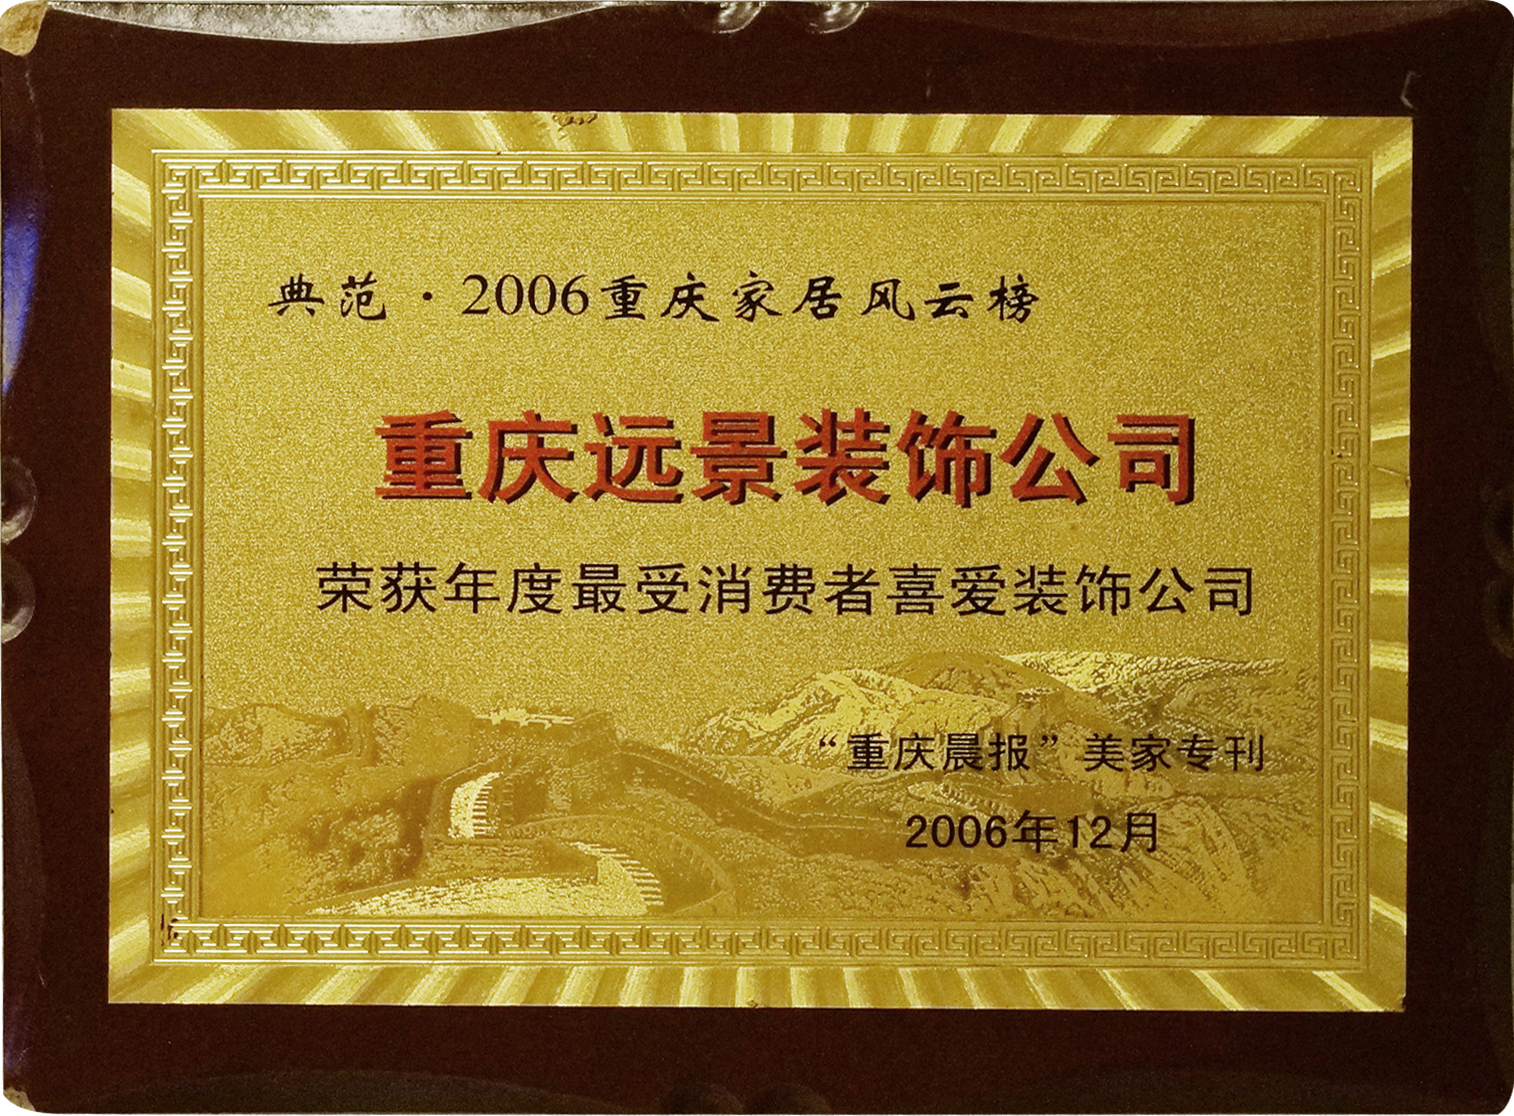 典范·2006重庆家居风云榜
重庆远景装饰公司
荣获年度最受消费者喜爱装饰公司
“重庆晨报”美家专刊
2006年12月